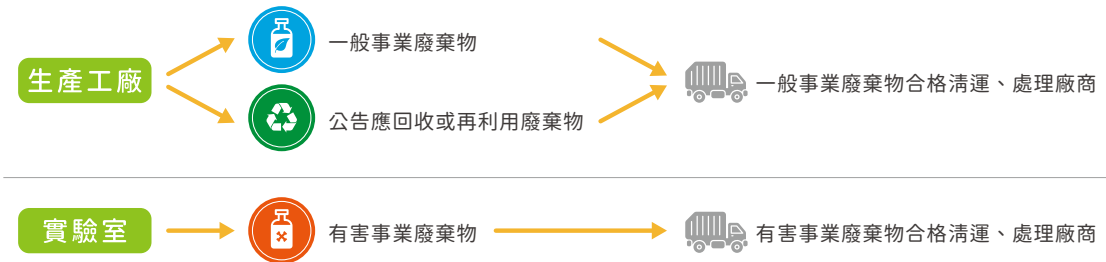 生產工廠
一般事業廢棄物
公告應回收或再利用廢棄物
一般事業廢棄物合格清運、處理廠商
實驗室
有害事業廢棄物
有害事業廢棄物合格清運、處理廠商